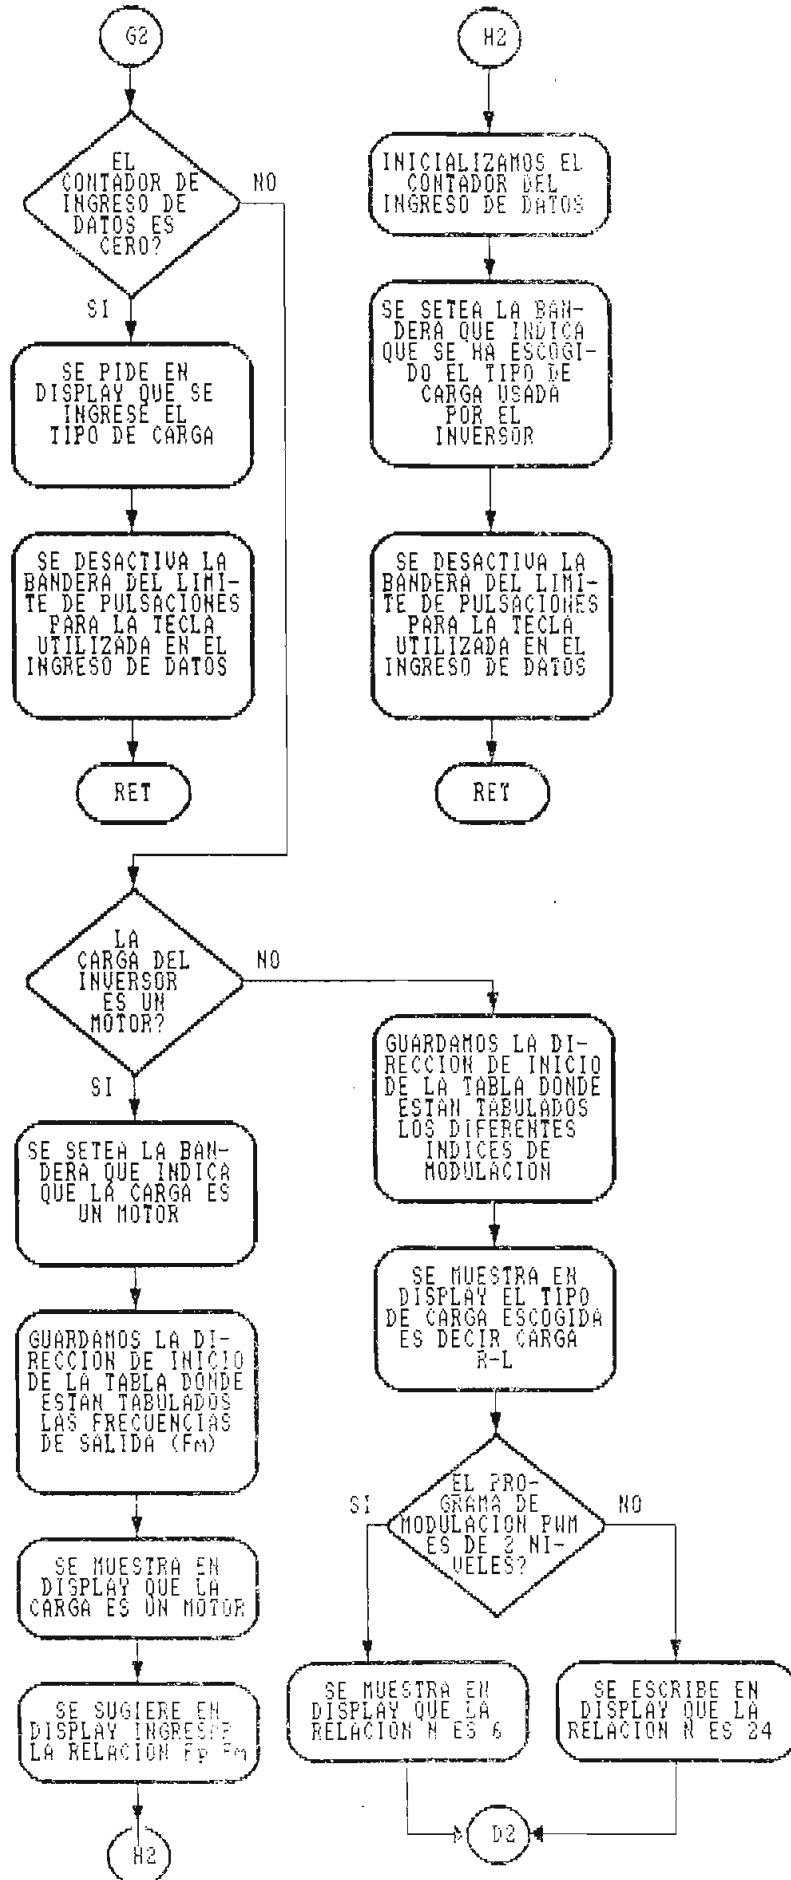 G2
EL
CONTADOR DE
INGRESO DE
DATOS ES
CERO?
NO
SI
SE PIDE EN
DISPLAY QUE SE
INGRESE EL
TIPO DE CARGA
SE DESACTIVA LA
BANDERA DEL LIMI-
TE DE PULSACIONES
PARA LA TECLA
UTILIZADA EN EL
INGRESO DE DATOS
RET
H2
INICIALIZAMOS EL
CONTADOR DEL
INGRESO DE DATOS
SE SETEA LA BAN-
DERA QUE INDICA
QUE SE HA ESCOGI-
DO EL TIPO DE
CARGA USADA
POR EL
INVERSOR
SE DESACTIVA LA
BANDERA DEL LIMI-
TE DE PULSACIONES
PARA LA TECLA
UTILIZADA EN EL
INGRESO DE DATOS
RET
LA
CARGA DEL
INVERSOR
ES UN
MOTOR?
NO
SI
SE SETEA LA BAN-
DERA QUE INDICA
QUE LA CARGA ES
UN MOTOR
GUARDAMOS LA DI-
RECCION DE INICIO
DE LA TABLA DONDE
ESTAN TABULADOS
LAS FRECUENCIAS
DE SALIDA (Fm)
SE MUESTRA EN
DISPLAY QUE LA
CARGA ES UN MOTOR
SE SUGIERE EN
DISPLAY INGRESAR
LA RELACION Fp Fm
H2
GUARDAMOS LA DI-
RECCION DE INICIO
DE LA TABLA DONDE
ESTAN TABULADOS
LOS DIFERENTES
INDICES DE
MODULACION
SE MUESTRA EN
DISPLAY EL TIPO
DE CARGA ESCOGIDA
ES DECIR CARGA
R-L
EL PRO-
GRAMA DE
MODULACION PWM
ES DE 2 NI-
VELES?
SI
NO
SE MUESTRA EN
DISPLAY QUE LA
RELACION N ES 6
SE ESCRIBE EN
DISPLAY QUE LA
RELACION N ES 24
D2